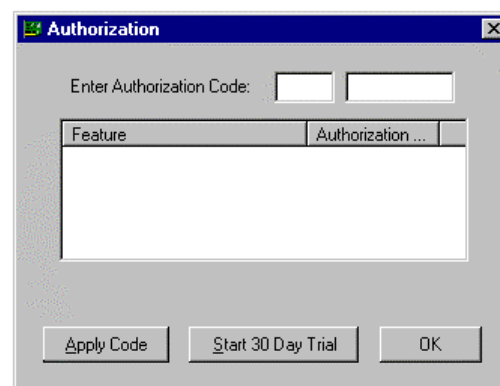 Authorization
Enter Authorization Code:
Feature Authorization ...
Apply Code Start 30 Day Trial OK